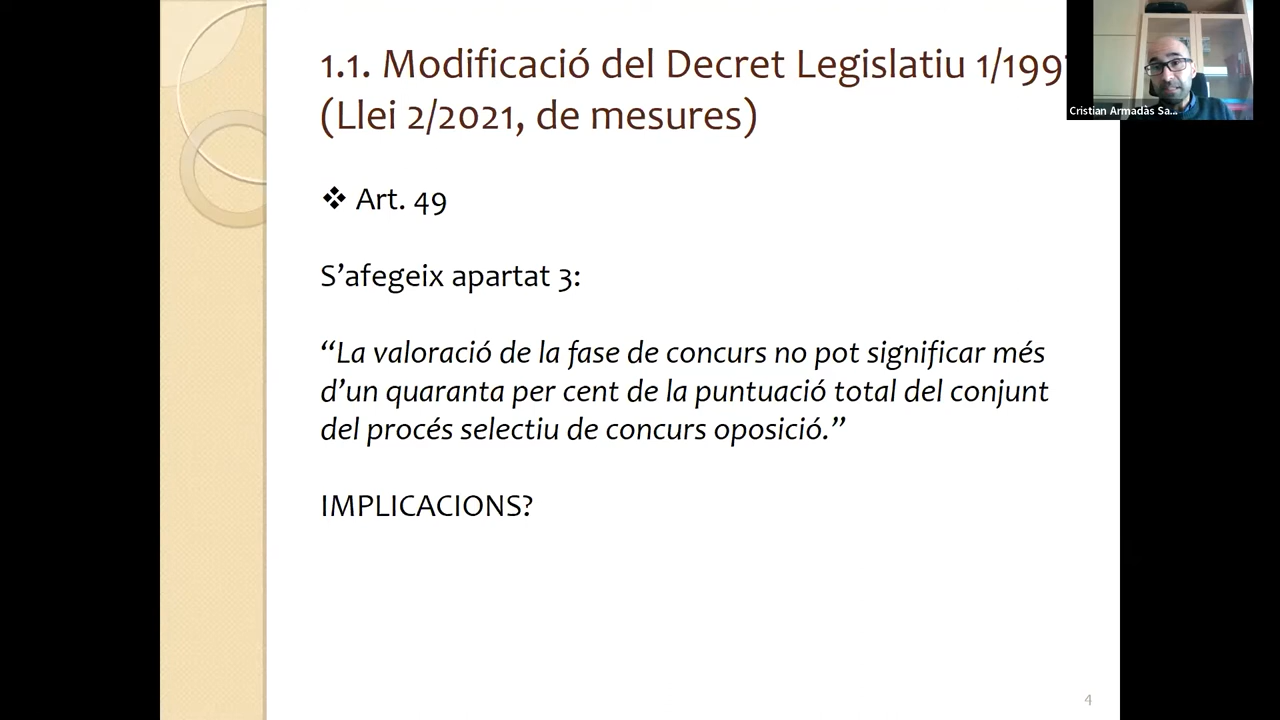 1.1. Modificació del Decret Legislatiu 1/199
(Llei 2/2021, de mesures)
Cristian Armadàs Sa...
❖ Art. 49
S’afegeix apartat 3:
“La valoració de la fase de concurs no pot significar més
d’un quaranta per cent de la puntuació total del conjunt
del procés selectiu de concurs oposició.”
IMPLICACIONS?
4